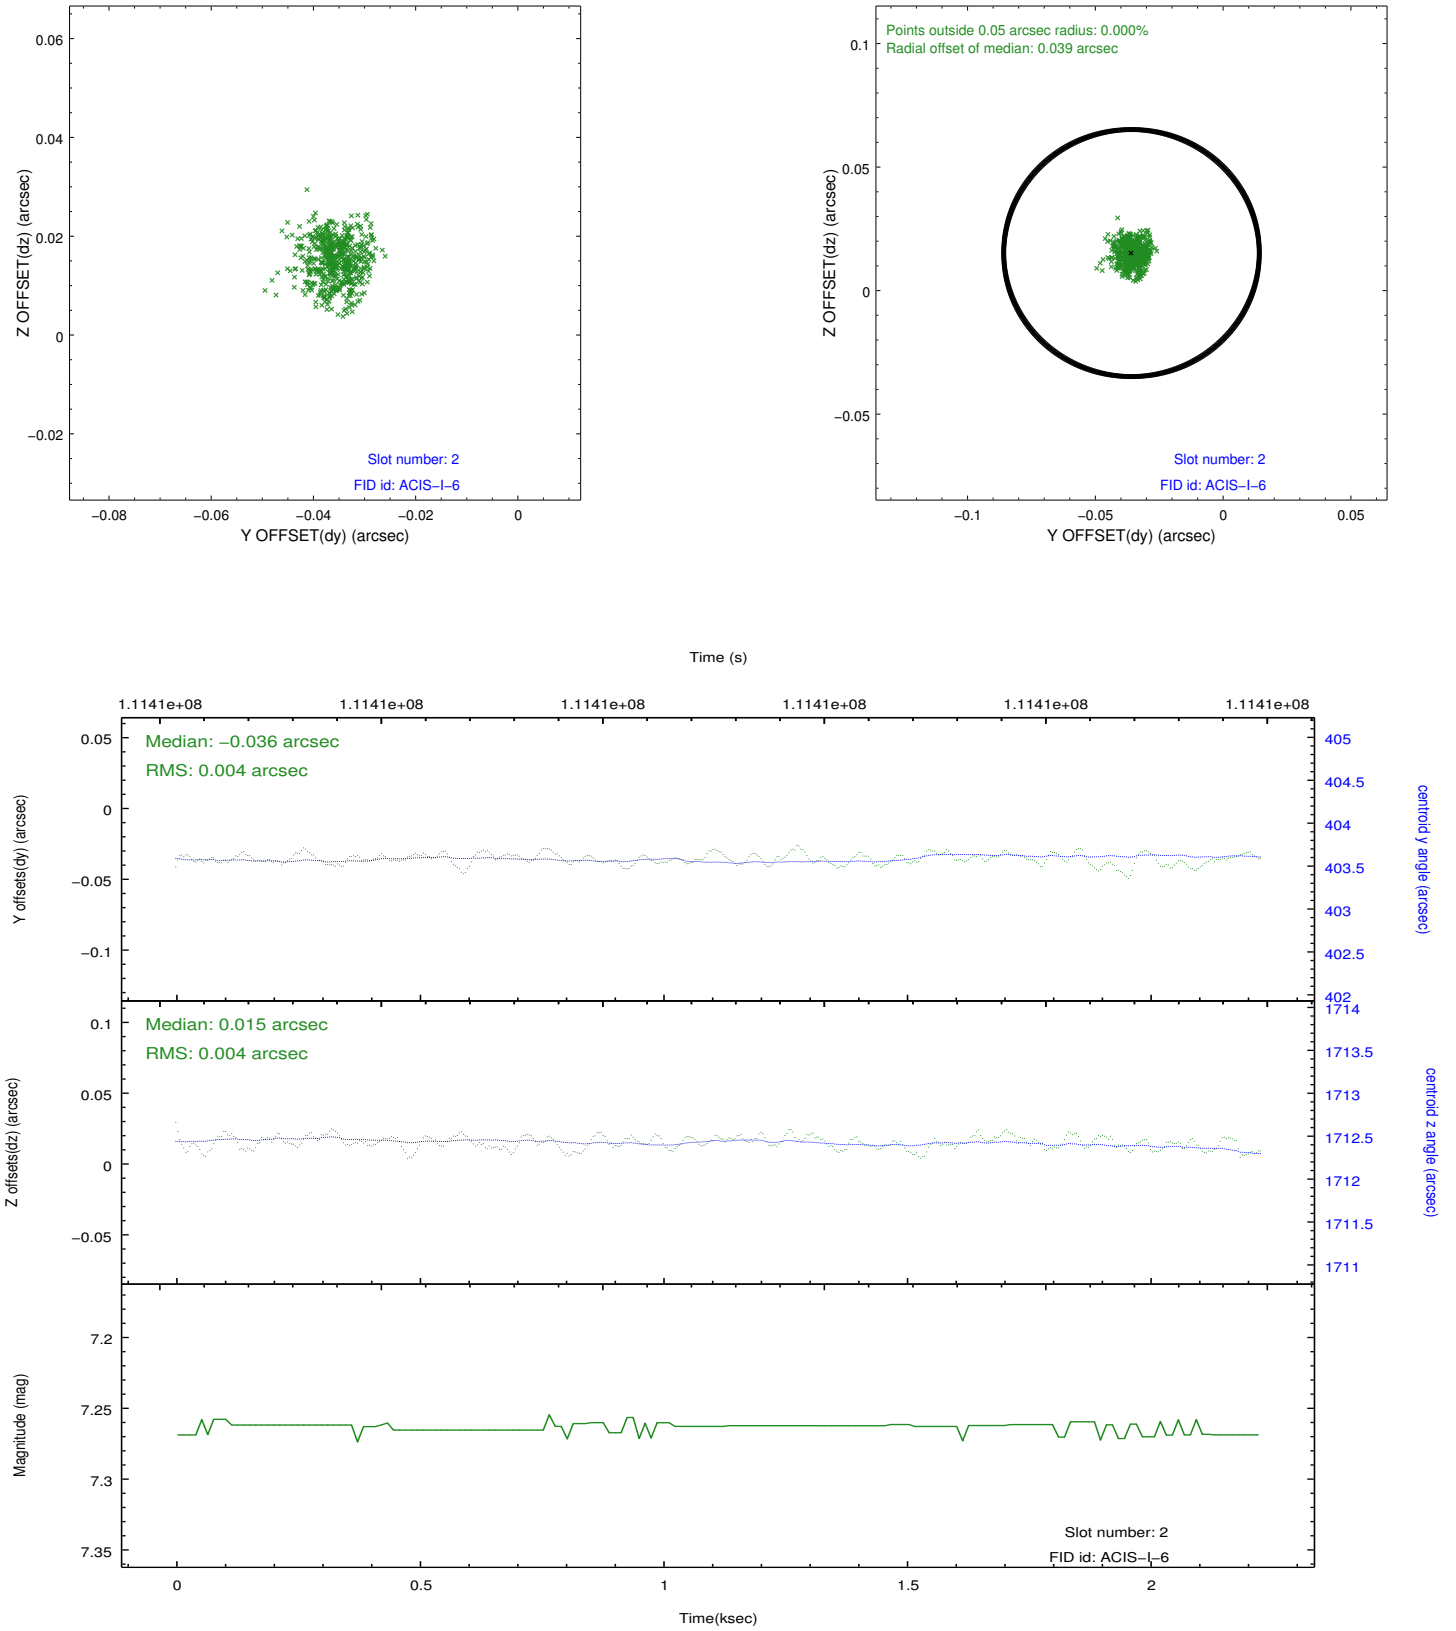 0.06
0.04
0.02
0
−0.02
Z OFFSET(dz) (arcsec)
Slot number: 2
FID id: ACIS−I−6
−0.08 −0.06 −0.04 −0.02 0
Y OFFSET(dy) (arcsec)
Points outside 0.05 arcsec radius: 0.000%
Radial offset of median: 0.039 arcsec
0.1
0.05
0
−0.05
Z OFFSET(dz) (arcsec)
Slot number: 2
FID id: ACIS−I−6
−0.1 −0.05 0 0.05
Y OFFSET(dy) (arcsec)
Time (s)
1.1141e+08 1.1141e+08 1.1141e+08 1.1141e+08 1.1141e+08 1.1141e+08
Median: −0.036 arcsec
RMS: 0.004 arcsec
0.05
0
−0.05
−0.1
Y offsets(dy) (arcsec)
405
404.5
404
403.5
403
402.5
402
centroid y angle (arcsec)
Median: 0.015 arcsec
RMS: 0.004 arcsec
0.1
0.05
0
−0.05
Z offsets(dz) (arcsec)
1714
1713.5
1713
1712.5
1712
1711.5
1711
centroid z angle (arcsec)
7.2
7.25
7.3
7.35
Magnitude (mag)
Slot number: 2
FID id: ACIS−I−6
0 0.5 1 1.5 2
Time(ksec)